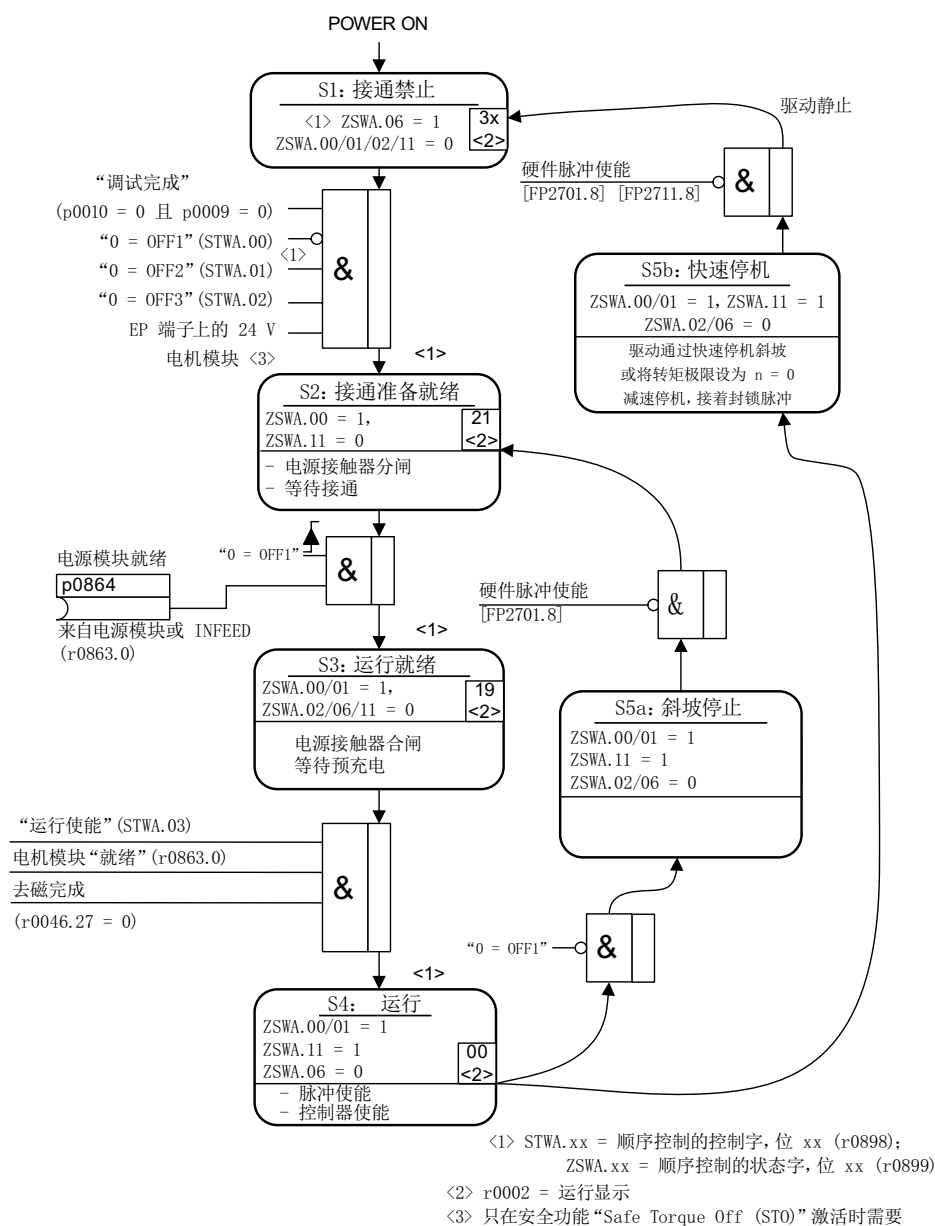 POWER ON
S1: 接通禁止
<1> ZSWA.06 = 1
ZSWA.00/01/02/11 = 0
3x
<2>
驱动静止
“调试完成”
(p0010 = 0 且 p0009 = 0)
“0 = OFF1”(STWA.00)
<1>
“0 = OFF2”(STWA.01)
“0 = OFF3”(STWA.02)
EP 端子上的 24 V
电机模块 <3>
&
<1>
硬件脉冲使能
[FP2701.8] [FP2711.8]
&
S5b: 快速停机
ZSWA.00/01 = 1, ZSWA.11 = 1
ZSWA.02/06 = 0
驱动通过快速停机斜坡
或将转矩极限设为 n = 0
减速停机, 接着封锁脉冲
S2: 接通准备就绪
ZSWA.00 = 1,
ZSWA.11 = 0
21
<2>
- 电源接触器分闸
- 等待接通
“0 = OFF1”
&
电源模块就绪
p0864
来自电源模块或 INFEED
(r0863.0)
<1>
硬件脉冲使能
[FP2701.8]
&
S3: 运行就绪
ZSWA.00/01 = 1,
ZSWA.02/06/11 = 0
19
<2>
电源接触器合闸
等待预充电
S5a: 斜坡停止
ZSWA.00/01 = 1
ZSWA.11 = 1
ZSWA.02/06 = 0
“运行使能”(STWA.03)
电机模块“就绪”(r0863.0)
去磁完成
(r0046.27 = 0)
&
<1>
“0 = OFF1”
&
S4: 运行
ZSWA.00/01 = 1
ZSWA.11 = 1
ZSWA.06 = 0
00
<2>
- 脉冲使能
- 控制器使能
<1> STWA.xx = 顺序控制的控制字, 位 xx (r0898);
ZSWA.xx = 顺序控制的状态字, 位 xx (r0899)
<2> r0002 = 运行显示
<3> 只在安全功能“Safe Torque Off (STO)”激活时需要